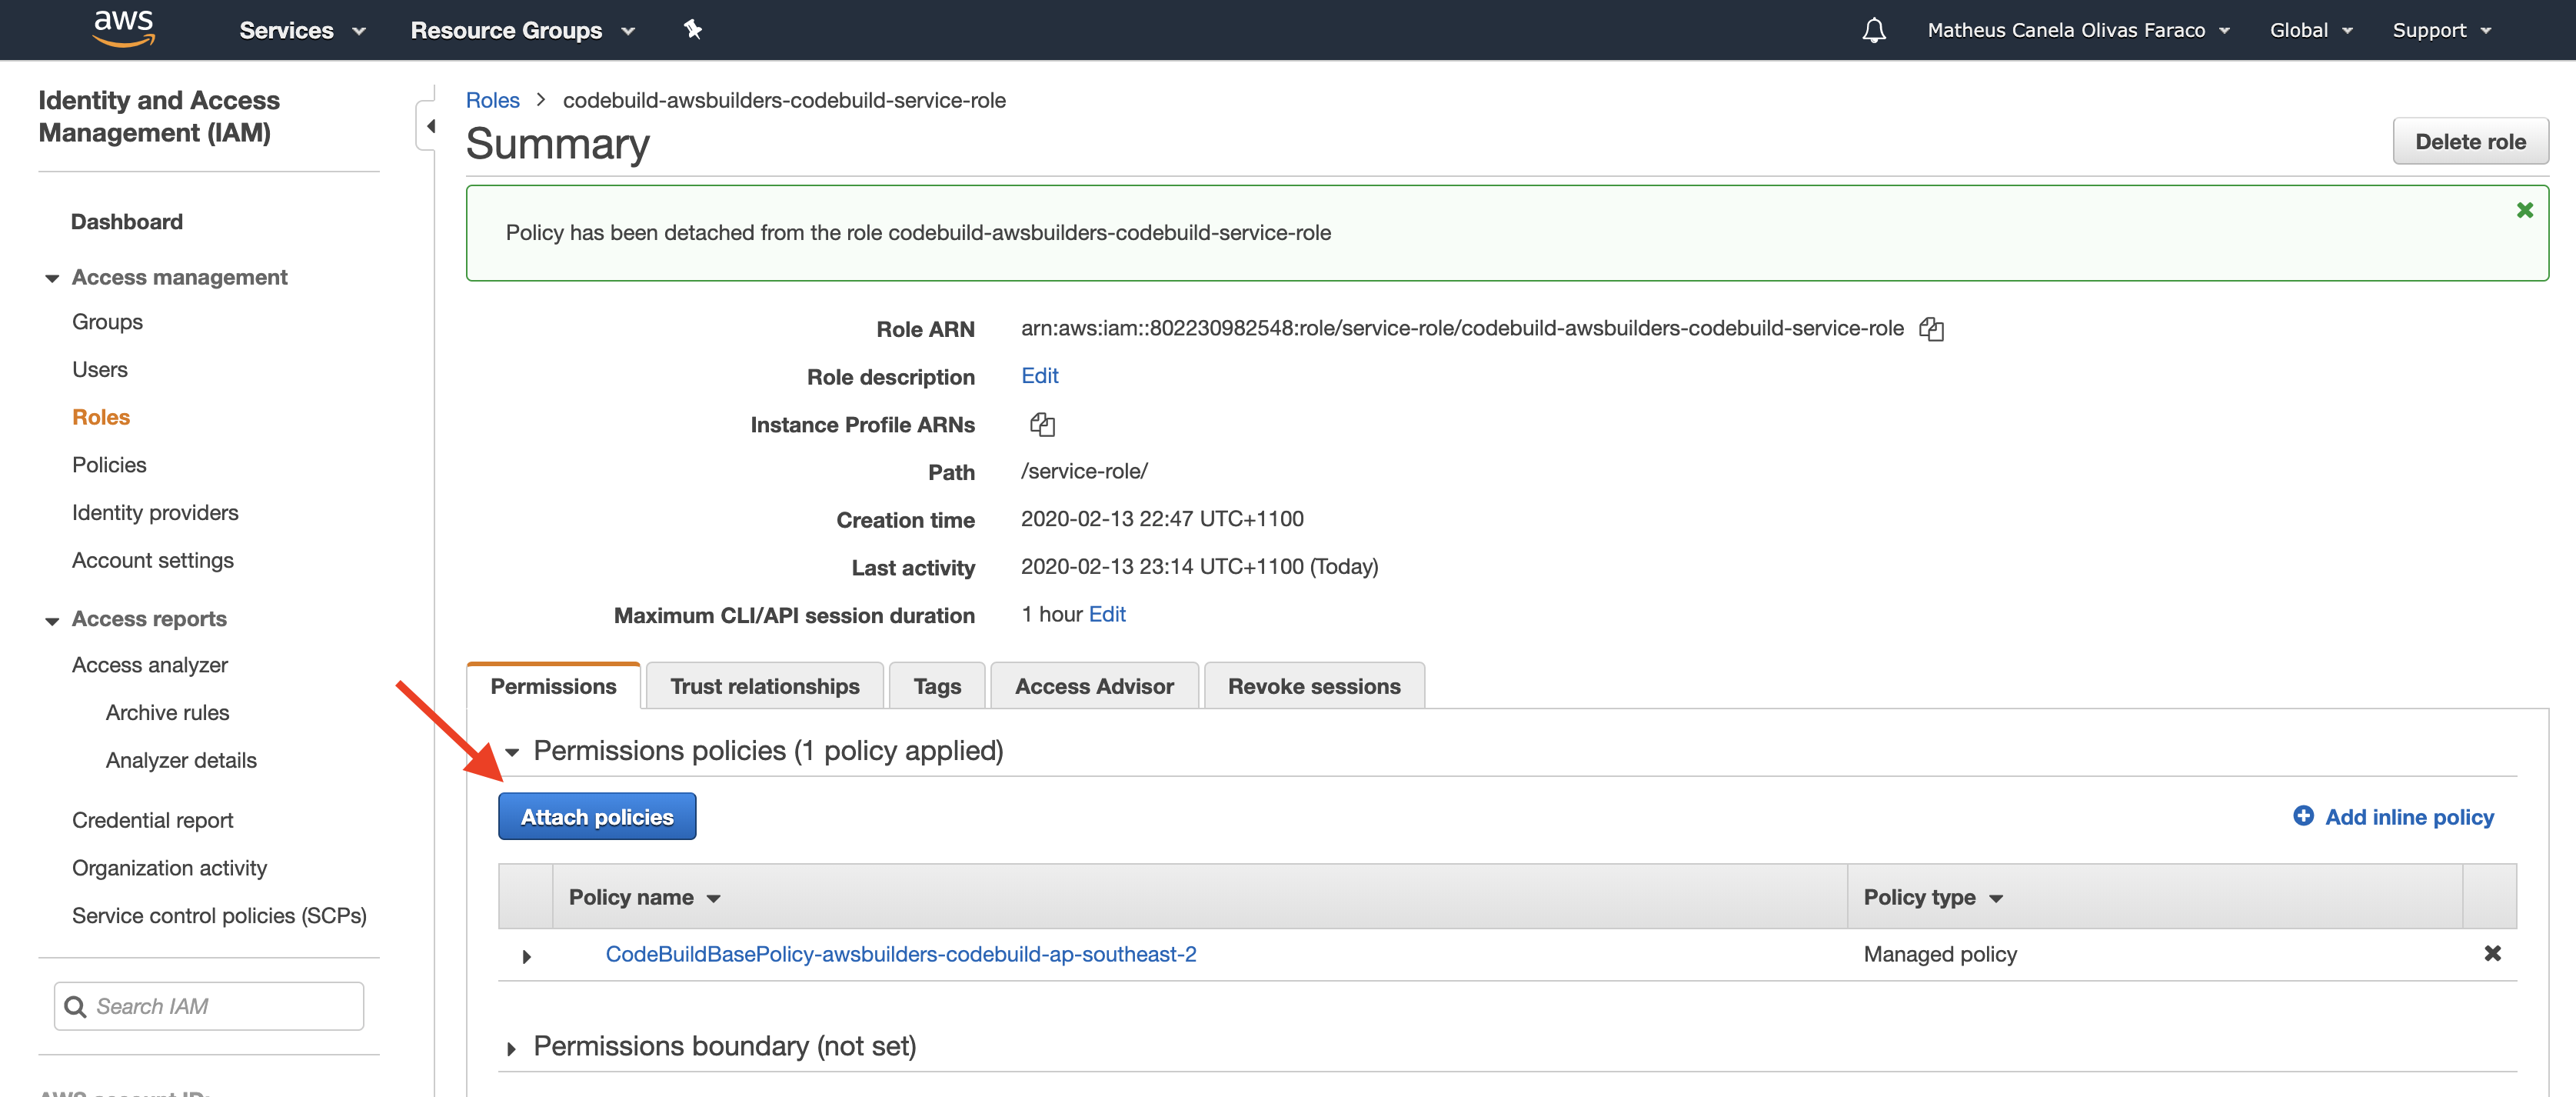 aws Services Resource Groups Matheus Canela Olivas Faraco Global Support
Identity and Access
Management (IAM)
Dashboard
Access management
Groups
Users
Roles
Policies
Identity providers
Account settings
Access reports
Access analyzer
Archive rules
Analyzer details
Credential report
Organization activity
Service control policies (SCPs)
Search IAM
AWS account ID:
Roles > codebuild-awsbuilders-codebuild-service-role
Summary
Delete role
Policy has been detached from the role codebuild-awsbuilders-codebuild-service-role
Role ARN arn:aws:iam::802230982548:role/service-role/codebuild-awsbuilders-codebuild-service-role
Role description Edit
Instance Profile ARNs
Path /service-role/
Creation time 2020-02-13 22:47 UTC+1100
Last activity 2020-02-13 23:14 UTC+1100 (Today)
Maximum CLI/API session duration 1 hour Edit
Permissions Trust relationships Tags Access Advisor Revoke sessions
Permissions policies (1 policy applied)
Attach policies Add inline policy
Policy name Policy type
CodeBuildBasePolicy-awsbuilders-codebuild-ap-southeast-2 Managed policy
Permissions boundary (not set)